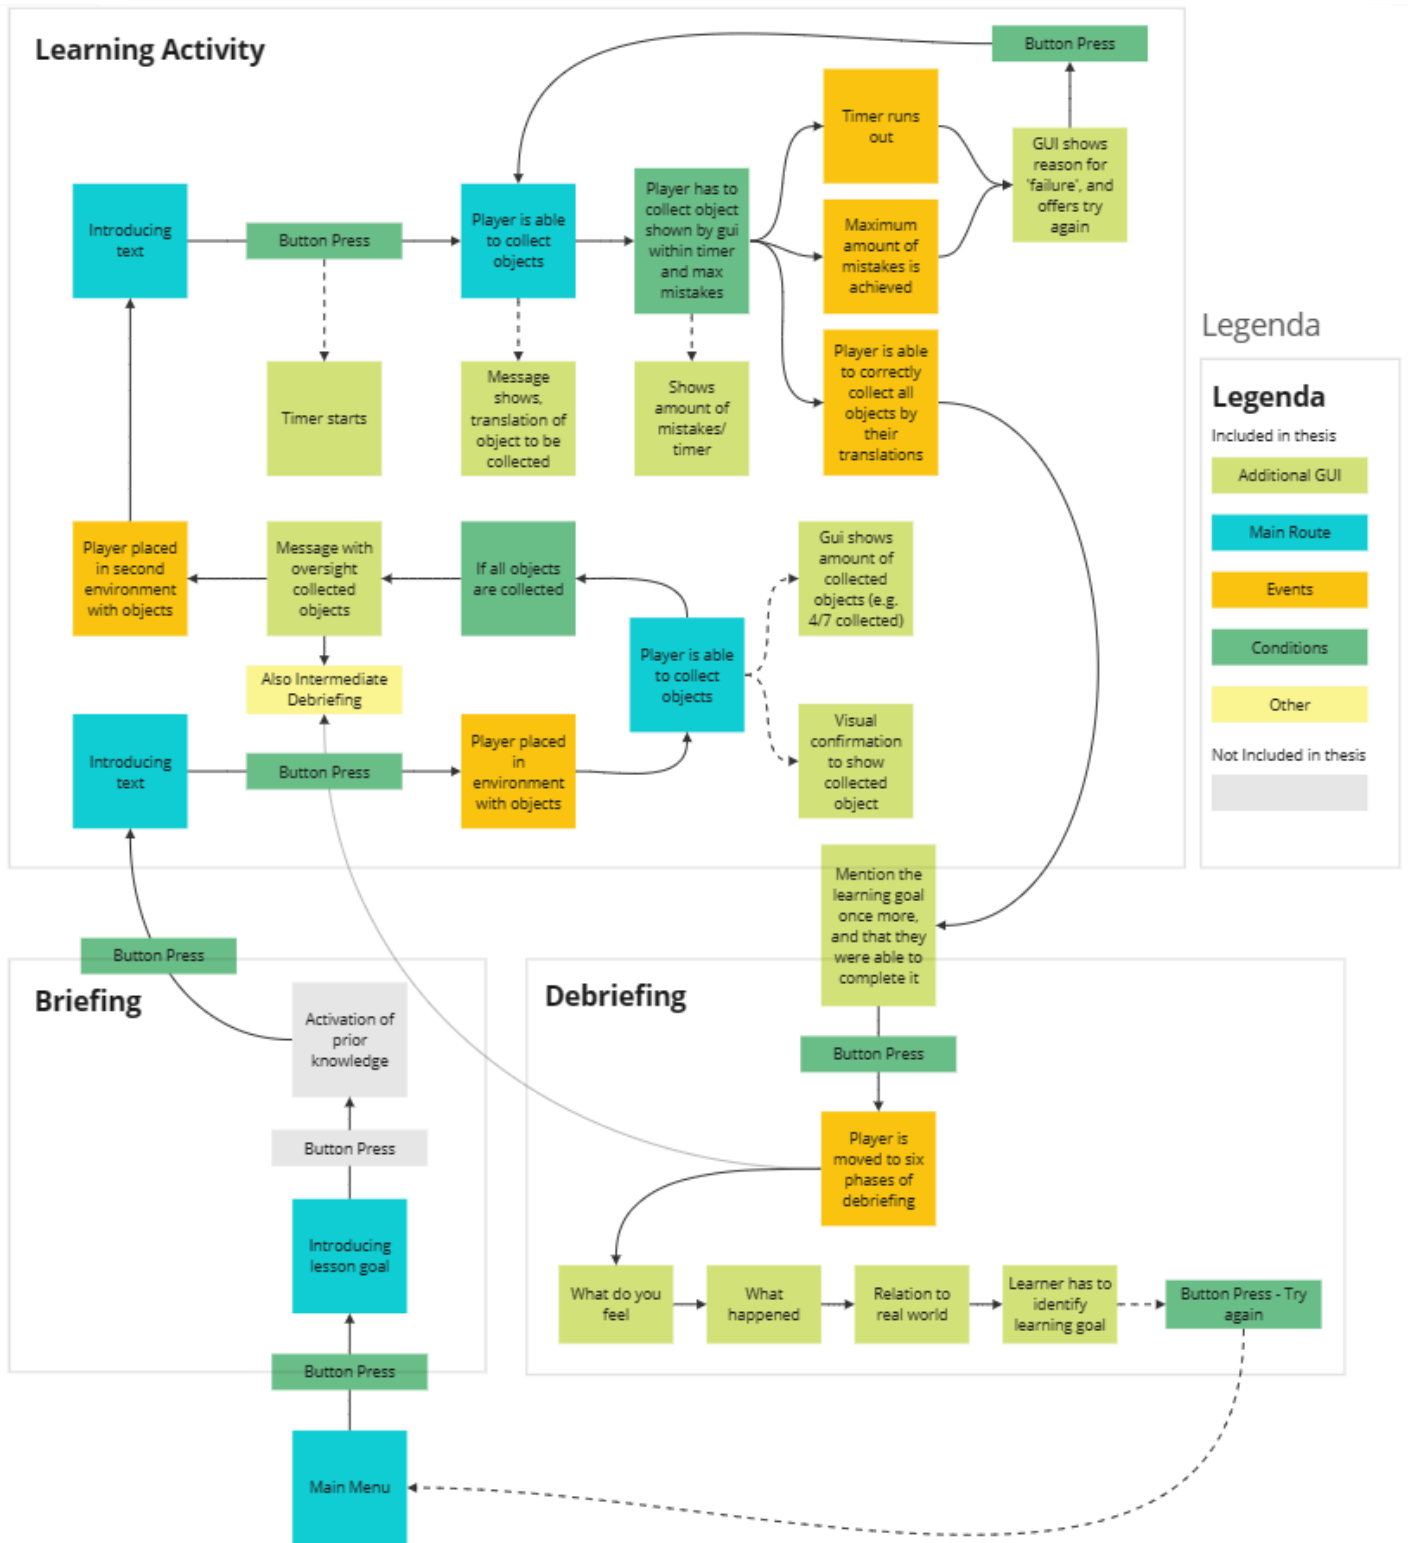 Learning Activity
Button Press
Timer runs
out
GUI shows
reason for
'failure', and
offers try
again
Introducing
text
Button Press
Player is able
to collect
objects
Player has to
collect object
shown by gui
within timer
and max
mistakes
Maximum
amount of
mistakes is
achieved
Timer starts
Message
shows,
translation of
object to be
collected
Shows
amount of
mistakes/
timer
Player is able
to correctly
collect all
objects by
their
translations
Player placed
in second
environment
with objects
Message with
oversight
collected
objects
If all objects
are collected
Gui shows
amount of
collected
objects (e.g.
4/7 collected)
Player is able
to collect
objects
Also Intermediate
Debriefing
Introducing
text
Button Press
Player placed
in
environment
with objects
Visual
confirmation
to show
collected
object
Legenda
Legenda
Included in thesis
Additional GUI
Main Route
Events
Conditions
Other
Not Included in thesis
Mention the
learning goal
once more,
and that they
were able to
complete it
Button Press
Briefing
Activation of
prior
knowledge
Button Press
Introducing
lesson goal
Button Press
Main Menu
Debriefing
Button Press
Player is
moved to six
phases of
debriefing
What do you
feel
What
happened
Relation to
real world
Learner has to
identify
learning goal
Button Press - Try
again